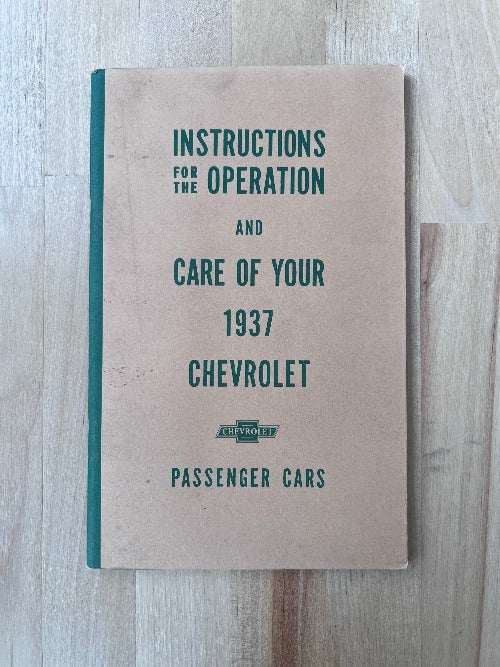 INSTRUCTIONS
FOR THE OPERATION
AND
CARE OF YOUR
1937
CHEVROLET
CHEVROLET
PASSENGER CARS